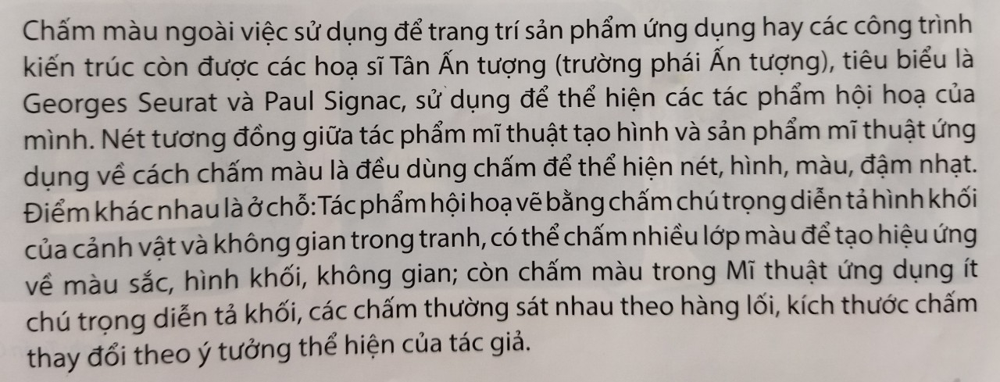 Chấm màu ngoài việc sử dụng để trang trí sản phẩm ứng dụng hay các công trình
kiến trúc còn được các hoạ sĩ Tân Ấn tượng (trường phái Ấn tượng), tiêu biểu là
Georges Seurat và Paul Signac, sử dụng để thể hiện các tác phẩm hội hoạ của
mình. Nét tương đồng giữa tác phẩm mĩ thuật tạo hình và sản phẩm mĩ thuật ứng
dụng về cách chấm màu là đều dùng chấm để thể hiện nét, hình, màu, đậm nhạt.
Điểm khác nhau là ở chỗ: Tác phẩm hội hoạ vẽ bằng chấm chú trọng diễn tả hình khối
của cảnh vật và không gian trong tranh, có thể chấm nhiều lớp màu để tạo hiệu ứng
về màu sắc, hình khối, không gian; còn chấm màu trong Mĩ thuật ứng dụng ít
chú trọng diễn tả khối, các chấm thường sát nhau theo hàng lối, kích thước chấm
thay đổi theo ý tưởng thể hiện của tác giả.